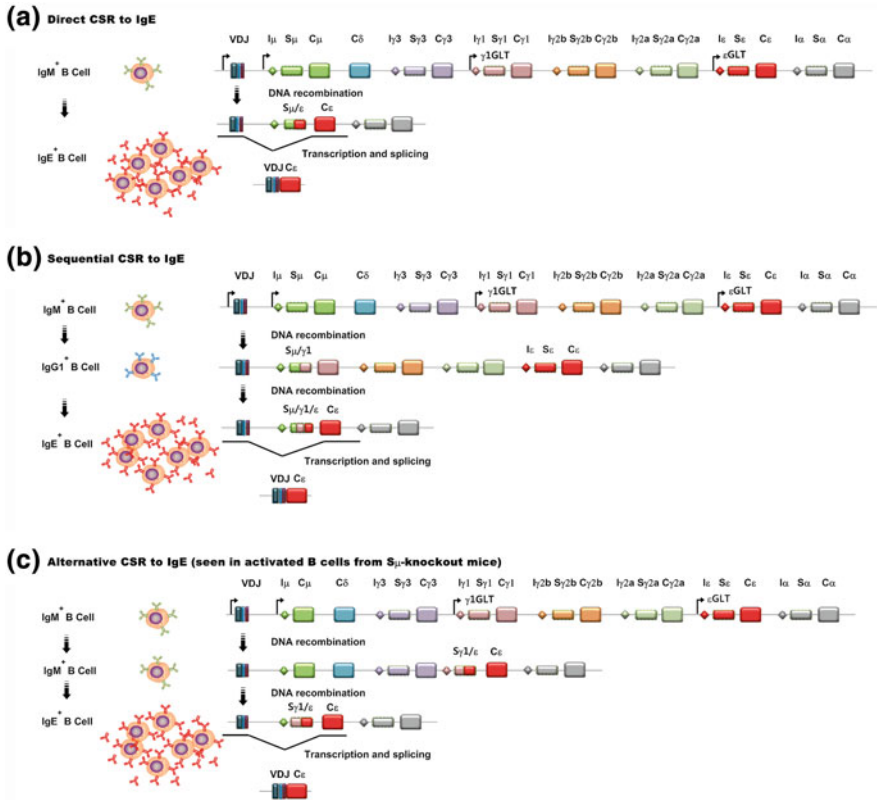 (a) Direct CSR to IgE
VDJ Iμ Sμ Cμ Cδ Iγ3 Sγ3 Cγ3 Iγ1 Sγ1 Cγ1 Iγ2b Sγ2b Cγ2b Iγ2a Sγ2a Cγ2a Iε Sε Cε Iα Sα Cα
γ1GLT εGLT
IgM+ B Cell
DNA recombination
Sμ/ε Cε
IgE+ B Cell
Transcription and splicing
VDJ Cε
(b) Sequential CSR to IgE
VDJ Iμ Sμ Cμ Cδ Iγ3 Sγ3 Cγ3 Iγ1 Sγ1 Cγ1 Iγ2b Sγ2b Cγ2b Iγ2a Sγ2a Cγ2a Iε Sε Cε Iα Sα Cα
γ1GLT εGLT
IgM+ B Cell
DNA recombination
Sμ/γ1 Iε Sε Cε
IgG1+ B Cell
DNA recombination
Sμ/γ1/ε Cε
IgE+ B Cell
Transcription and splicing
VDJ Cε
(c) Alternative CSR to IgE (seen in activated B cells from Sμ-knockout mice)
VDJ Iμ Cμ Cδ Iγ3 Sγ3 Cγ3 Iγ1 Sγ1 Cγ1 Iγ2b Sγ2b Cγ2b Iγ2a Sγ2a Cγ2a Iε Sε Cε Iα Sα Cα
γ1GLT εGLT
IgM+ B Cell
DNA recombination
Sγ1/ε Cε
IgM+ B Cell
DNA recombination
Sγ1/ε Cε
IgE+ B Cell
Transcription and splicing
VDJ Cε